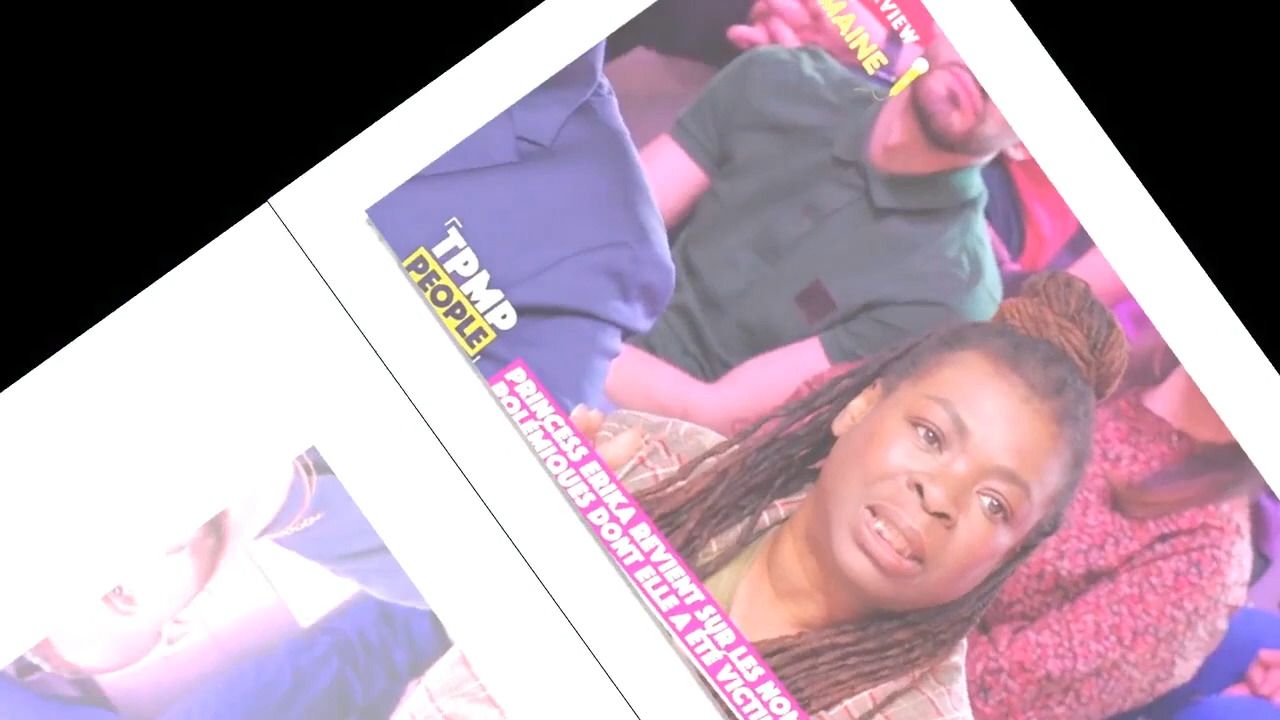 MAINE
TPMP
PEOPLE
PRINCESS ERIKA REVIENT SUR LES
POLÉMIQUES DONT ELLE A ÉTÉ